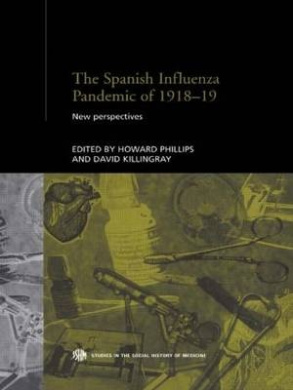 The Spanish Influenza
Pandemic of 1918–19
New perspectives
EDITED BY HOWARD PHILLIPS
AND DAVID KILLINGRAY
SSHM STUDIES IN THE SOCIAL HISTORY OF MEDICINE